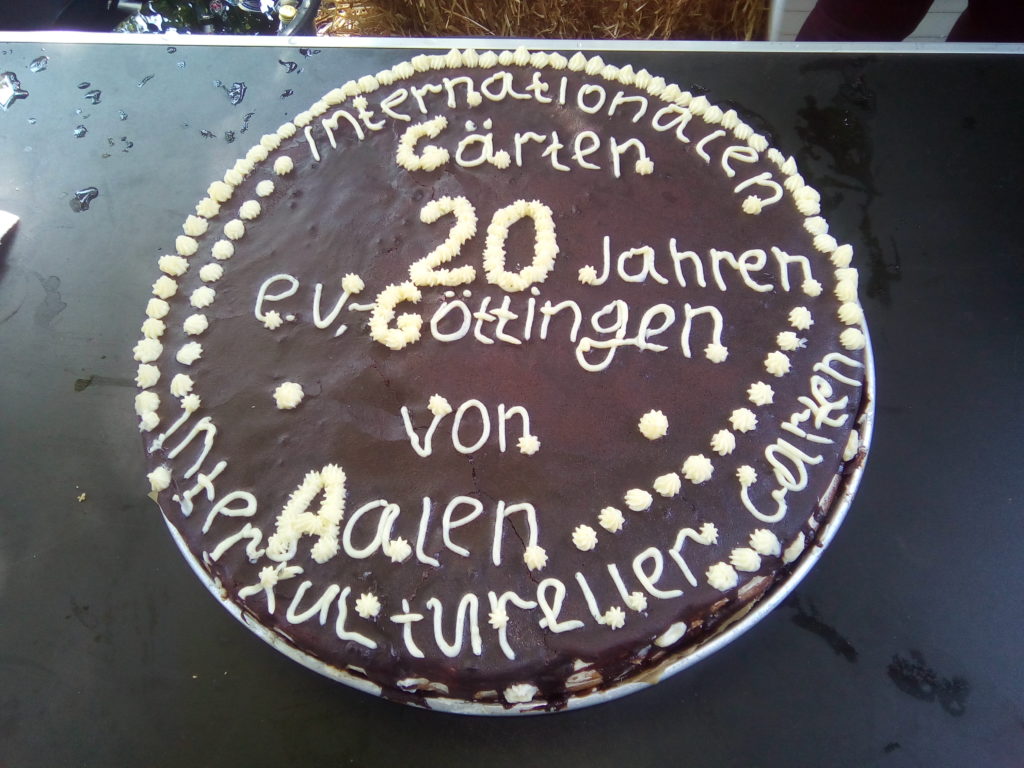 Internationalen
Gärten
20 Jahren
e.V.-Göttingen
von
Aalen
Interkultureller Garten